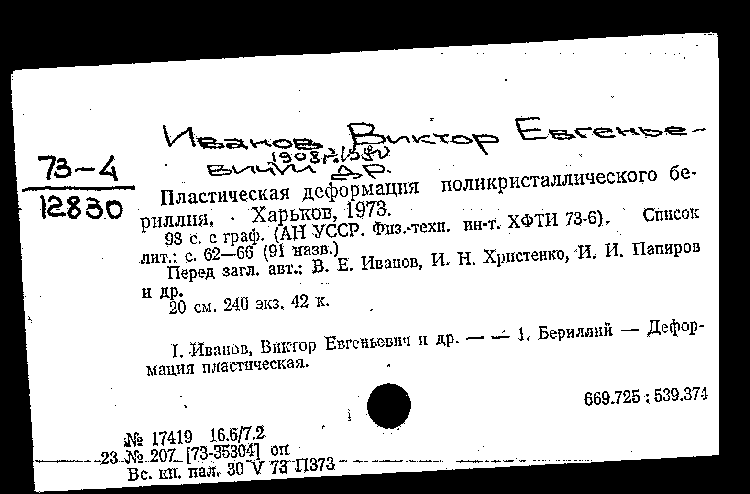 Иванов, Виктор Евгенье-
вич и др.
73-4
12830
Пластическая деформация поликристаллического бе-
риллия. Харьков, 1973.
93 с. с граф. (АН УССР. Физ.-техн. ин-т. ХФТИ 73-6). Список
лит.: с. 62—66 (91 назв.)
Перед загл. авт.: В. Е. Иванов, И. Н. Христенко, И. И. Папиров
и др.
20 см. 240 экз. 42 к.
I. Иванов, Виктор Евгеньевич и др. — — 1. Бериллий — Дефор-
мация пластическая.
669.725 : 539.374
№ 17419 16.6/7.2
23 № 207 [73-35304] оп
Вс. кн. пал. 30 V 73 П373